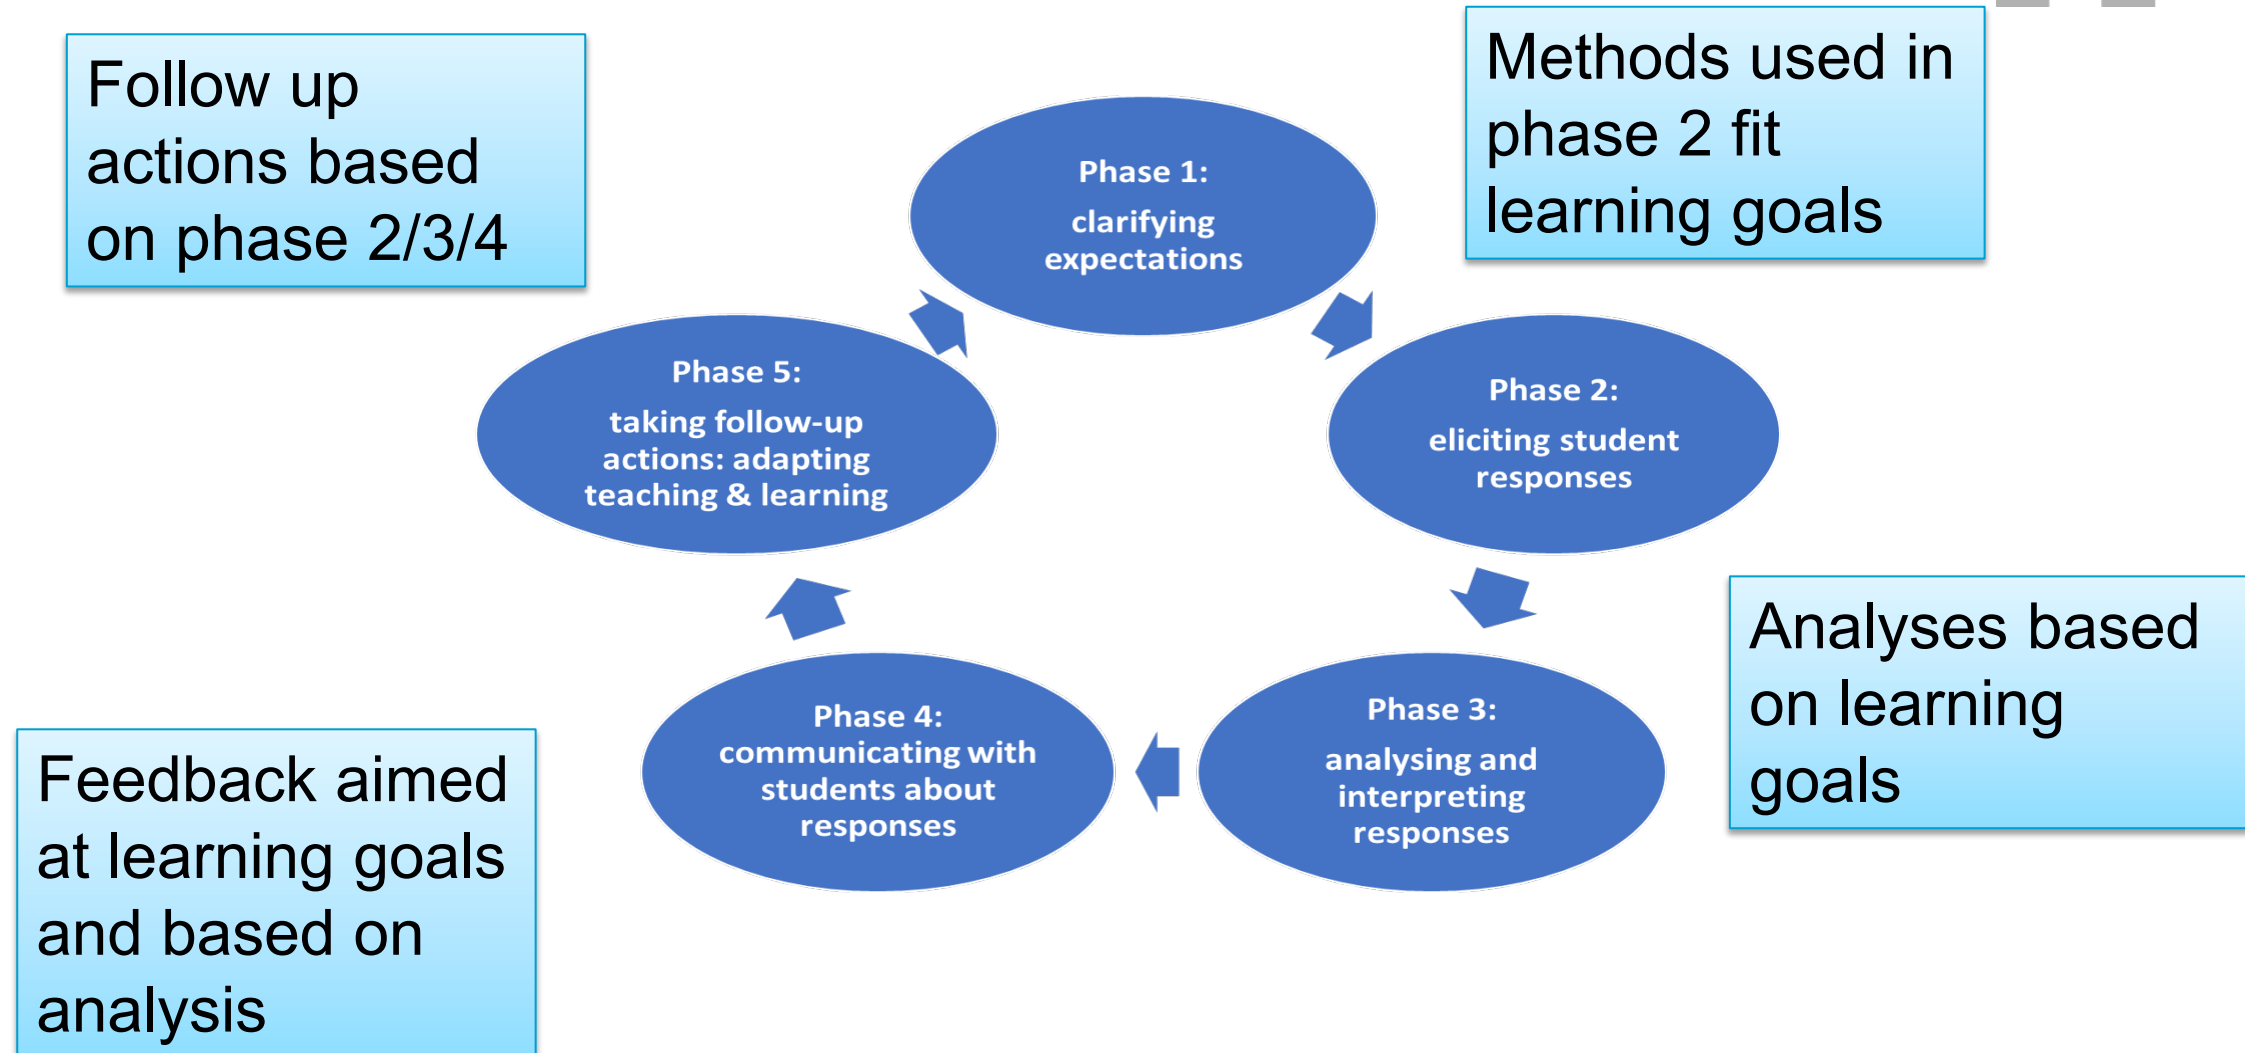 Follow up
actions based
on phase 2/3/4
Methods used in
phase 2 fit
learning goals
Phase 1:
clarifying
expectations
Phase 5:
taking follow-up
actions: adapting
teaching & learning
Phase 2:
eliciting student
responses
Analyses based
on learning
goals
Phase 4:
communicating with
students about
responses
Phase 3:
analysing and
interpreting
responses
Feedback aimed
at learning goals
and based on
analysis